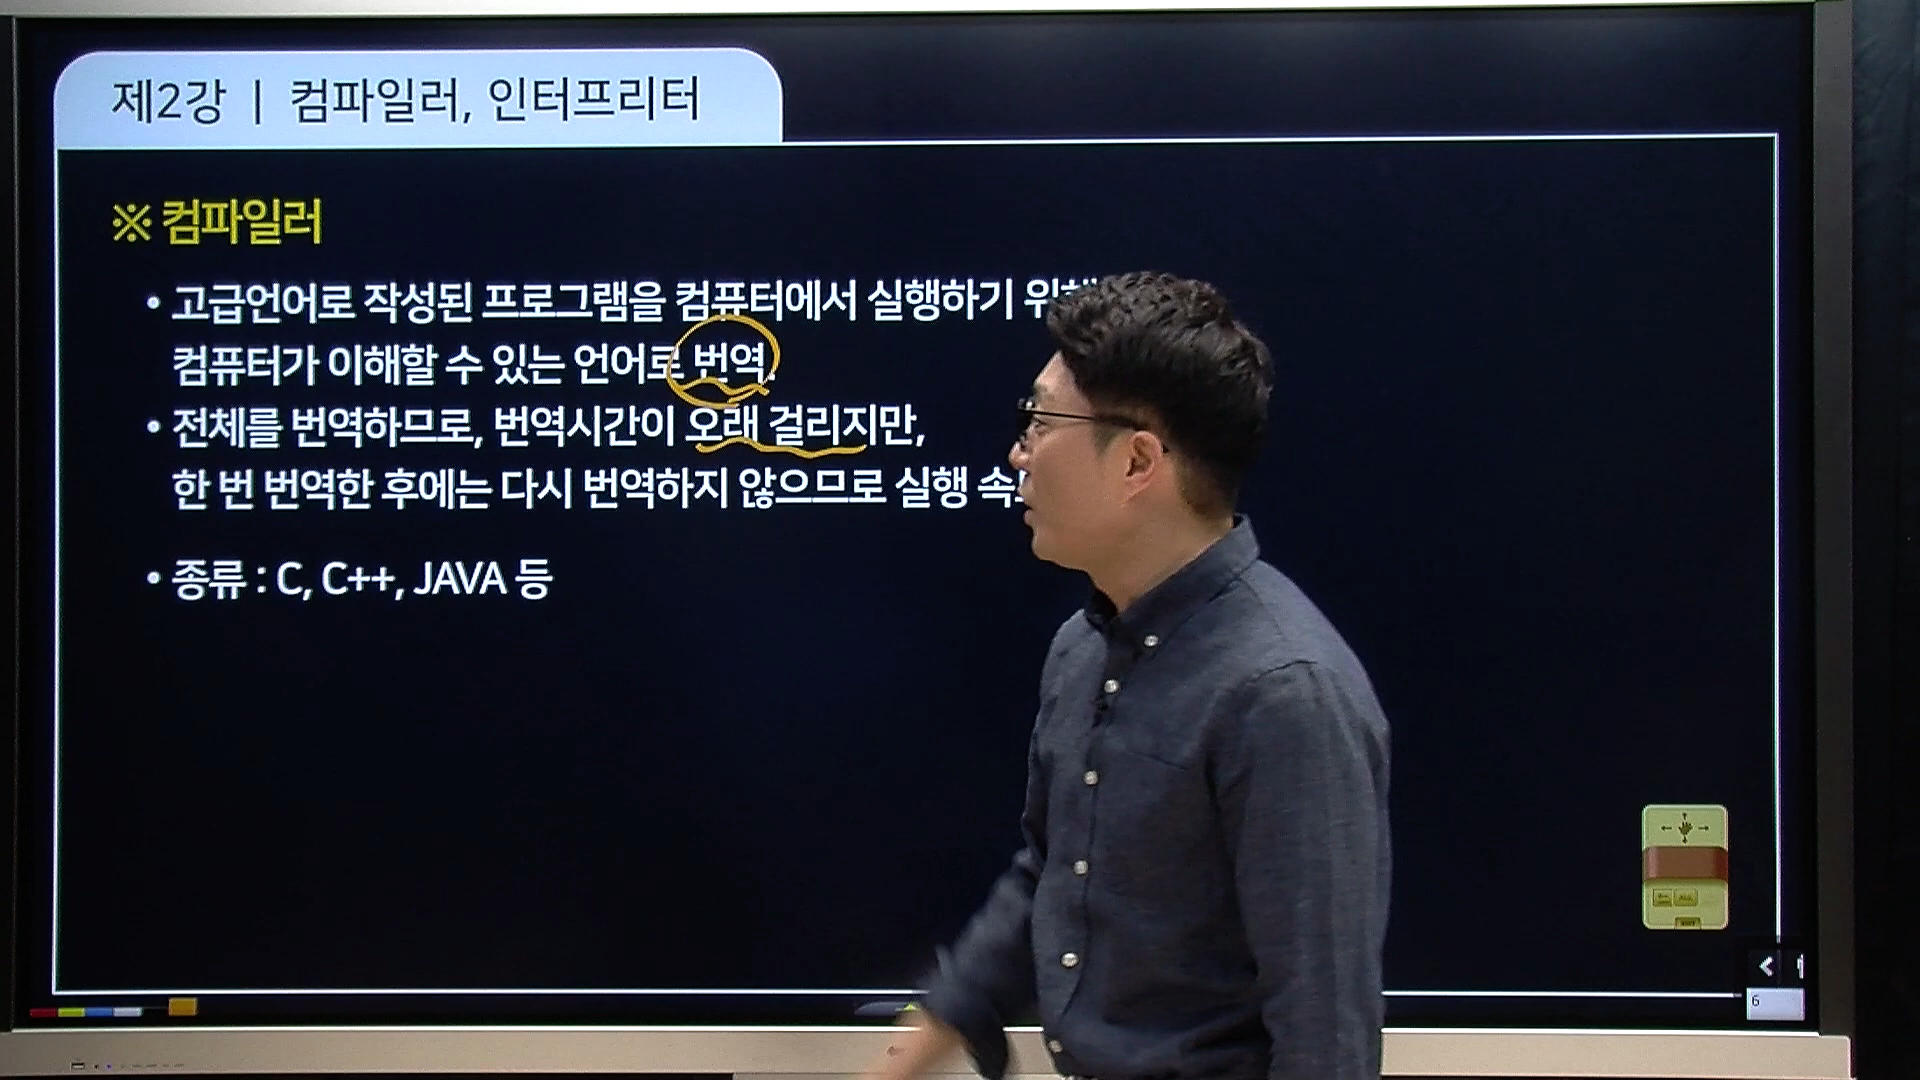 제2강 | 컴파일러, 인터프리터
※ 컴파일러
• 고급언어로 작성된 프로그램을 컴퓨터에서 실행하기
컴퓨터가 이해할 수 있는 언어로 번역.
• 전체를 번역하므로, 번역시간이 오래 걸리지만,
한 번 번역한 후에는 다시 번역하지 않으므로 실행
• 종류 : C, C++, JAVA 등
6